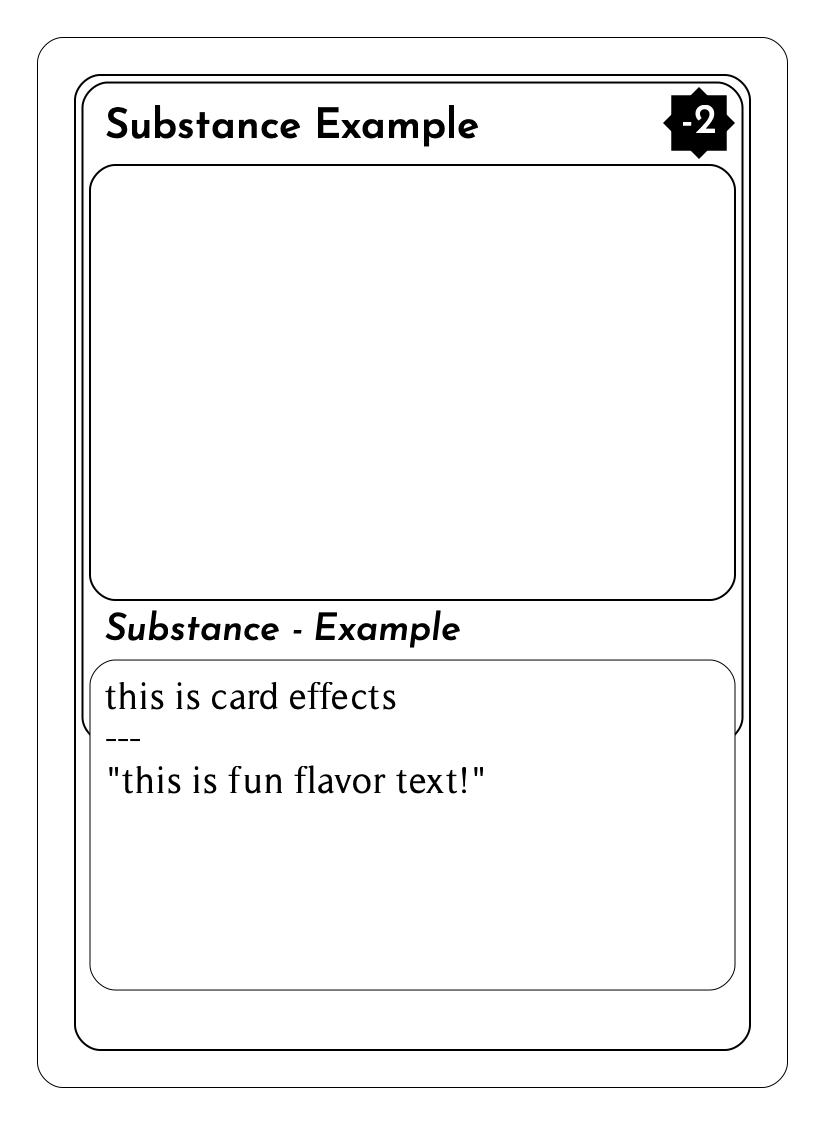 Substance Example
-2
Substance - Example
this is card effects
---
"this is fun flavor text!"